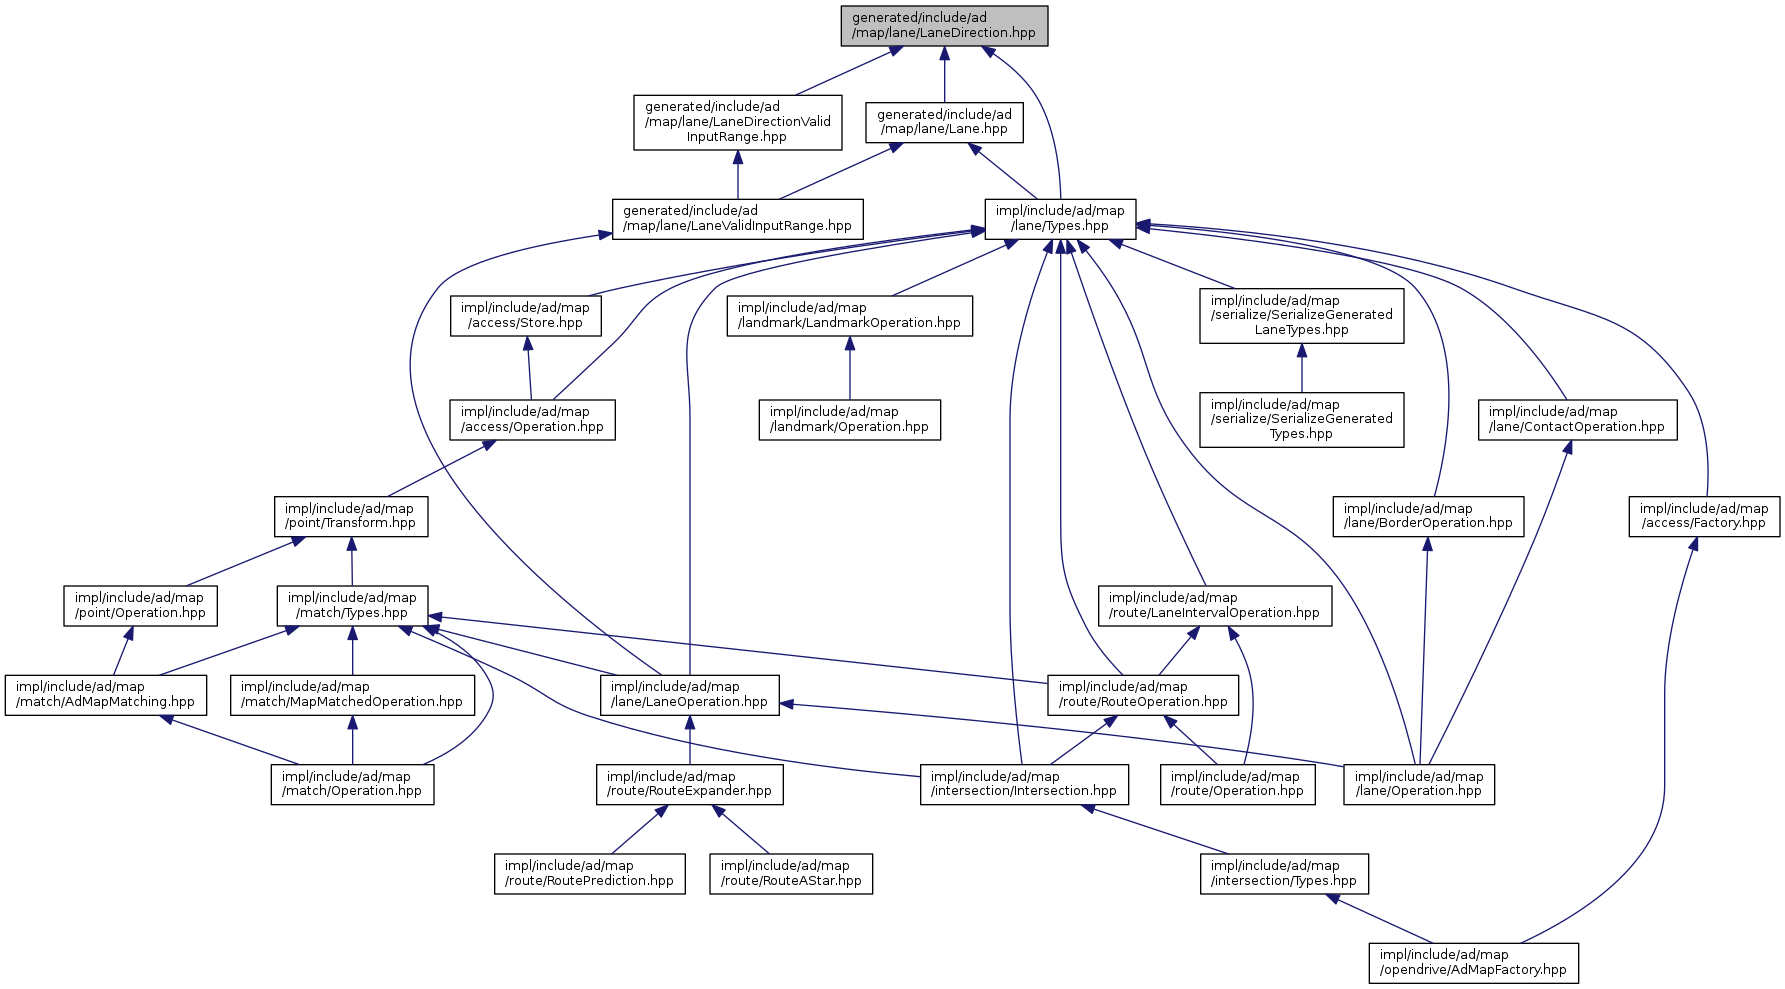 generated/include/ad
/map/lane/LaneDirection.hpp
generated/include/ad
/map/lane/LaneDirectionValid
InputRange.hpp
generated/include/ad
/map/lane/Lane.hpp
generated/include/ad
/map/lane/LaneValidInputRange.hpp
impl/include/ad/map
/lane/Types.hpp
impl/include/ad/map
/access/Store.hpp
impl/include/ad/map
/landmark/LandmarkOperation.hpp
impl/include/ad/map
/serialize/SerializeGenerated
LaneTypes.hpp
impl/include/ad/map
/access/Operation.hpp
impl/include/ad/map
/landmark/Operation.hpp
impl/include/ad/map
/serialize/SerializeGenerated
Types.hpp
impl/include/ad/map
/lane/ContactOperation.hpp
impl/include/ad/map
/point/Transform.hpp
impl/include/ad/map
/lane/BorderOperation.hpp
impl/include/ad/map
/access/Factory.hpp
impl/include/ad/map
/point/Operation.hpp
impl/include/ad/map
/match/Types.hpp
impl/include/ad/map
/route/LaneIntervalOperation.hpp
impl/include/ad/map
/match/AdMapMatching.hpp
impl/include/ad/map
/match/MapMatchedOperation.hpp
impl/include/ad/map
/lane/LaneOperation.hpp
impl/include/ad/map
/route/RouteOperation.hpp
impl/include/ad/map
/match/Operation.hpp
impl/include/ad/map
/route/RouteExpander.hpp
impl/include/ad/map
/intersection/Intersection.hpp
impl/include/ad/map
/route/Operation.hpp
impl/include/ad/map
/lane/Operation.hpp
impl/include/ad/map
/route/RoutePrediction.hpp
impl/include/ad/map
/route/RouteAStar.hpp
impl/include/ad/map
/intersection/Types.hpp
impl/include/ad/map
/opendrive/AdMapFactory.hpp